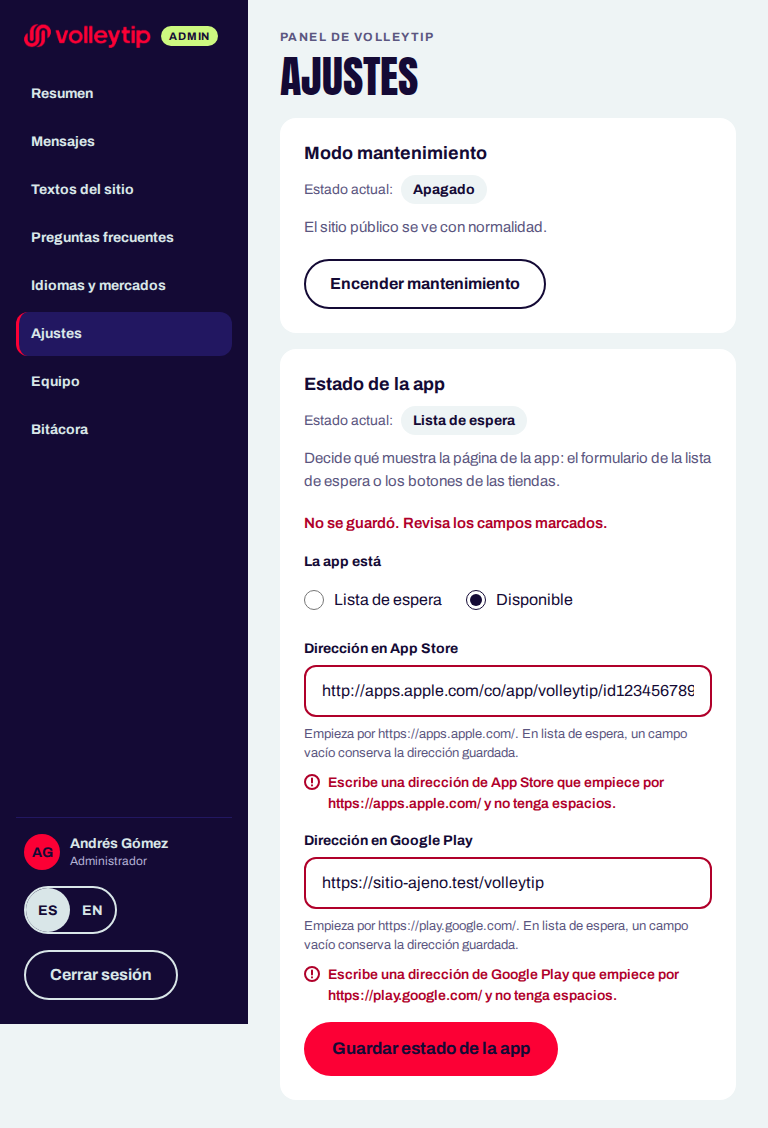 volleytip ADMIN
Resumen
Mensajes
Textos del sitio
Preguntas frecuentes
Idiomas y mercados
Ajustes
Equipo
Bitácora
AG
Andrés Gómez
Administrador
ES EN
Cerrar sesión
PANEL DE VOLLEYTIP
AJUSTES
Modo mantenimiento
Estado actual: Apagado
El sitio público se ve con normalidad.
Encender mantenimiento
Estado de la app
Estado actual: Lista de espera
Decide qué muestra la página de la app: el formulario de la lista
de espera o los botones de las tiendas.
No se guardó. Revisa los campos marcados.
La app está
Lista de espera Disponible
Dirección en App Store
http://apps.apple.com/co/app/volleytip/id123456789
Empieza por https://apps.apple.com/. En lista de espera, un campo
vacío conserva la dirección guardada.
Escribe una dirección de App Store que empiece por
https://apps.apple.com/ y no tenga espacios.
Dirección en Google Play
https://sitio-ajeno.test/volleytip
Empieza por https://play.google.com/. En lista de espera, un campo
vacío conserva la dirección guardada.
Escribe una dirección de Google Play que empiece por
https://play.google.com/ y no tenga espacios.
Guardar estado de la app